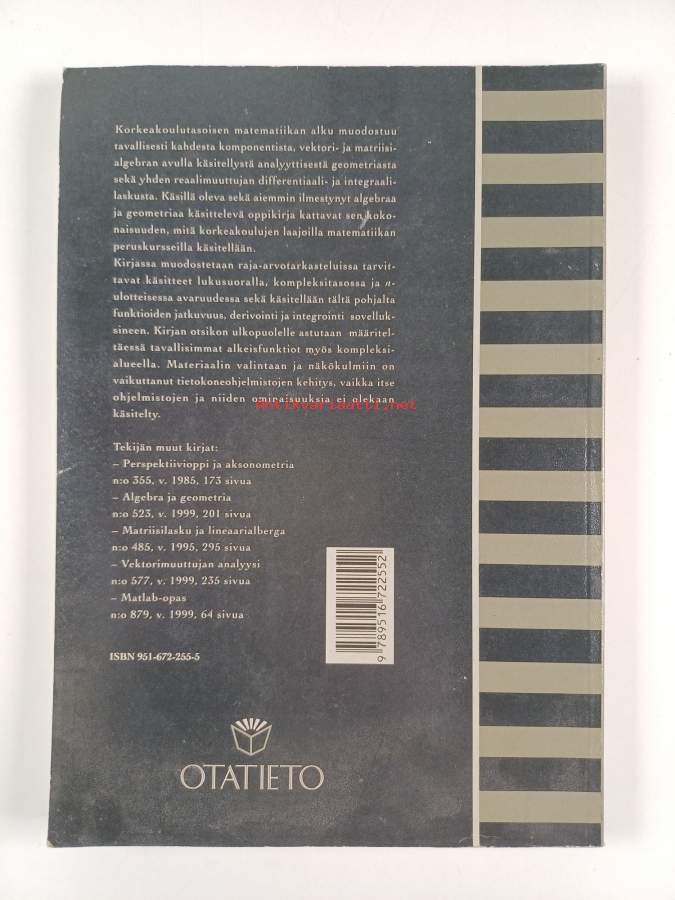 Korkeakoulutasoisen matematiikan alku muodostuu
tavallisesti kahdesta komponentista, vektori- ja matriisi-
algebran avulla käsitellystä analyyttisestä geometriasta
sekä yhden reaalimuuttujan differentiaali- ja integraali-
laskusta. Käsillä oleva sekä aiemmin ilmestynyt algebraa
ja geometriaa käsittelevä oppikirja kattavat sen koko-
naisuuden, mitä korkeakoulujen laajoilla matematiikan
peruskursseilla käsitellään.
Kirjassa muodostetaan raja-arvotarkasteluissa tarvit-
tavat käsitteet lukusuoralla, kompleksitasossa ja n-
ulotteisessa avaruudessa sekä käsitellään tältä pohjalta
funktioiden jatkuvuus, derivointi ja integrointi sovelluk-
sineen. Kirjan otsikon ulkopuolelle astutaan määritel-
täessä tavallisimmat alkeisfunktiot myös kompleksi-
alueella. Materiaalin valintaan ja näkökulmiin on
vaikuttanut tietokoneohjelmistojen kehitys, vaikka itse
ohjelmistojen ja niiden ominaisuuksia ei olekaan
antikvariaatti.net
käsitelty.
Tekijän muut kirjat:
– Perspektiivioppi ja aksonometria
n:o 355, v. 1985, 173 sivua
– Algebra ja geometria
n:o 523, v. 1999, 201 sivua
– Matriisilasku ja lineaarialberga
n:o 485, v. 1995, 295 sivua
– Vektorimuuttujan analyysi
n:o 577, v. 1999, 235 sivua
– Matlab-opas
n:o 879, v. 1999, 64 sivua
ISBN 951-672-255-5
9 789516 722552
OTATIETO